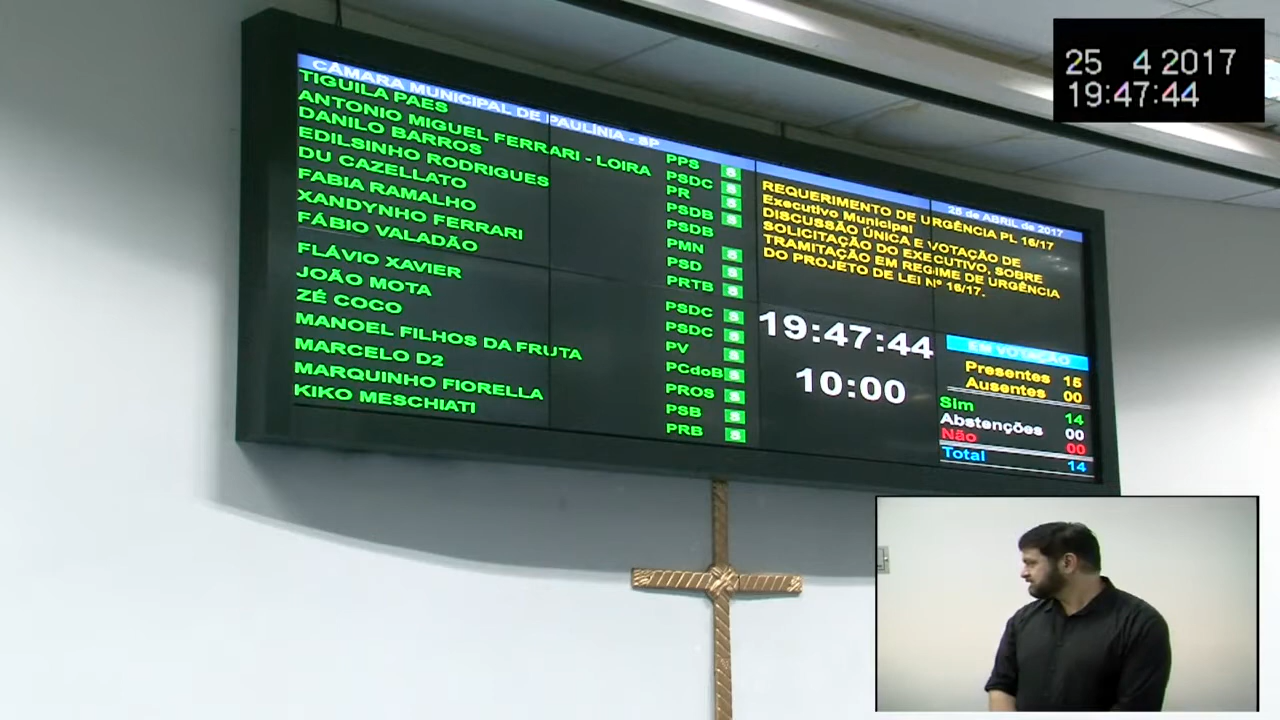 25 4 2017
19:47:44
CÂMARA MUNICIPAL DE PAULÍNIA - SP
25 de ABRIL de 2017
TIGUILA PAES PPS S
ANTONIO MIGUEL FERRARI - LOIRA PSDC S
DANILO BARROS PR S
EDILSINHO RODRIGUES PSDB S
DU CAZELLATO PSDB
FABIA RAMALHO PMN S
XANDYNHO FERRARI PSD S
FÁBIO VALADÃO PRTB S
FLÁVIO XAVIER PSDC S
JOÃO MOTA PSDC S
ZÉ COCO PV S
MANOEL FILHOS DA FRUTA PCdoB S
MARCELO D2 PROS S
MARQUINHO FIORELLA PSB S
KIKO MESCHIATI PRB S
REQUERIMENTO DE URGÊNCIA PL 16/17
Executivo Municipal
DISCUSSÃO ÚNICA E VOTAÇÃO DE
SOLICITAÇÃO DO EXECUTIVO, SOBRE
TRAMITAÇÃO EM REGIME DE URGÊNCIA
DO PROJETO DE LEI Nº 16/17.
19:47:44
10:00
EM VOTAÇÃO
Presentes 15
Ausentes 00
Sim 14
Abstenções 00
Não 00
Total 14